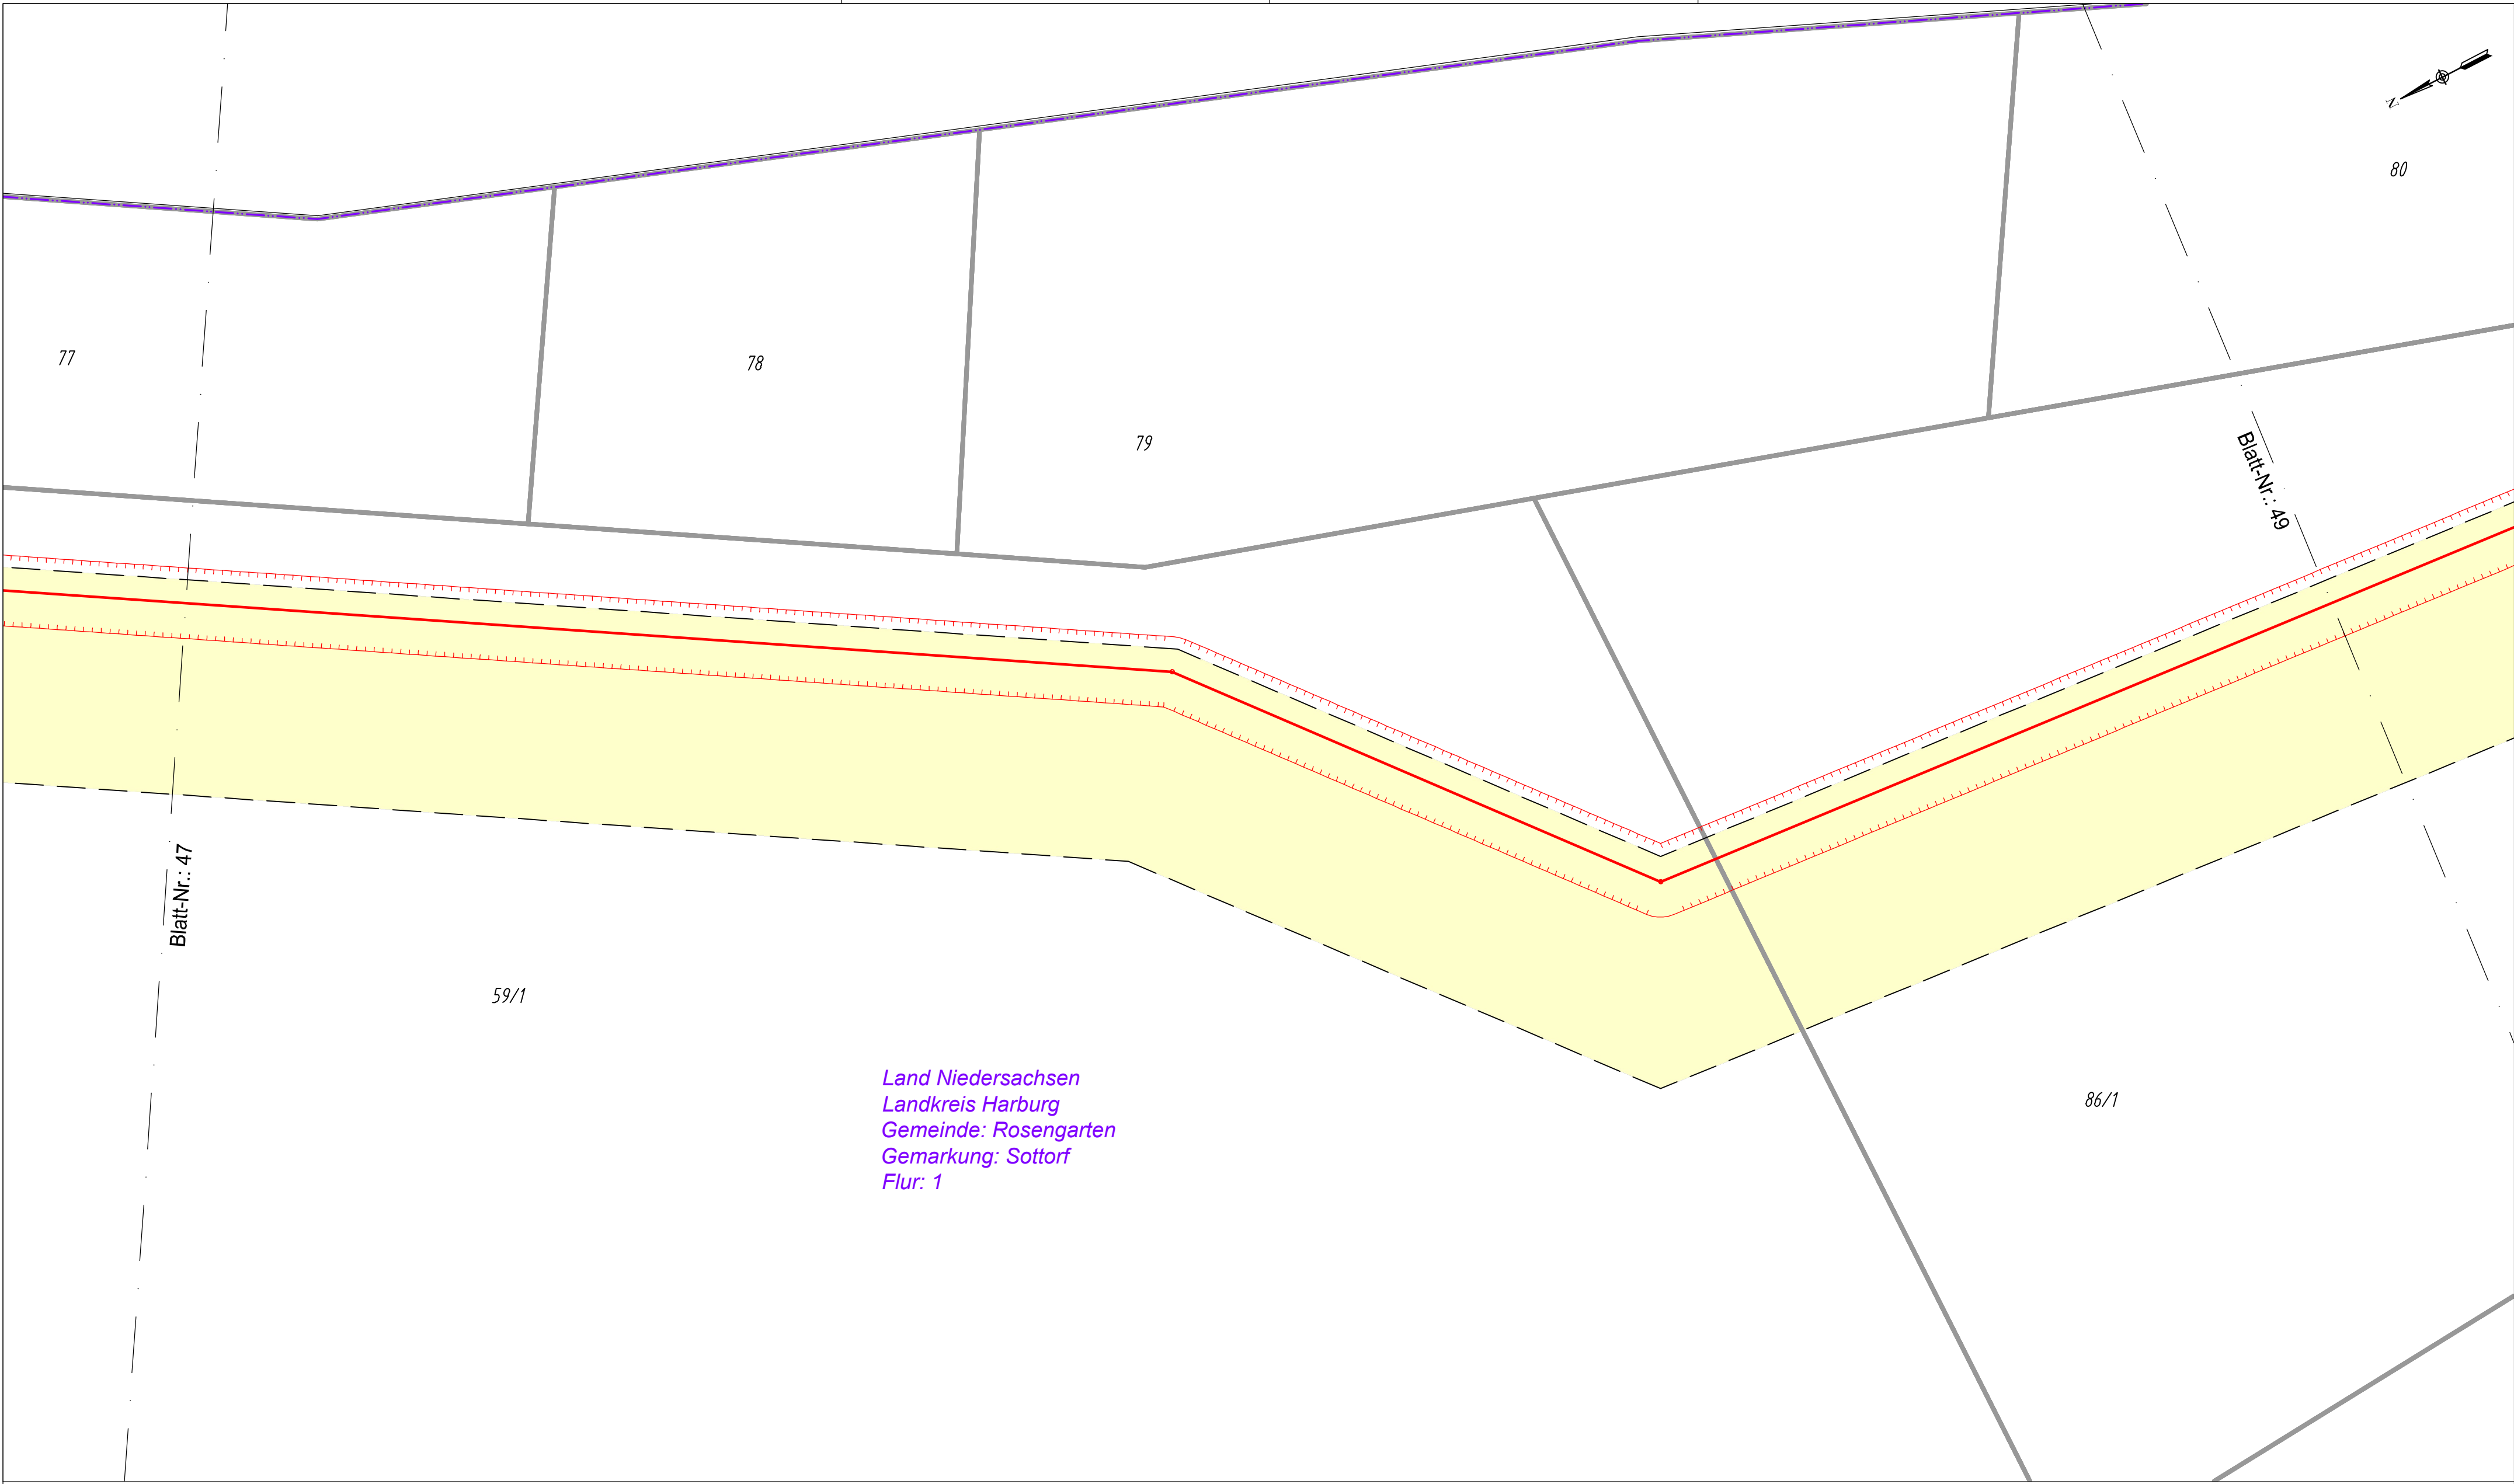 N
80
77
78
79
Blatt-Nr.: 49
Blatt-Nr.: 47
59/1
Land Niedersachsen
Landkreis Harburg
Gemeinde: Rosengarten
Gemarkung: Sottorf
Flur: 1
86/1